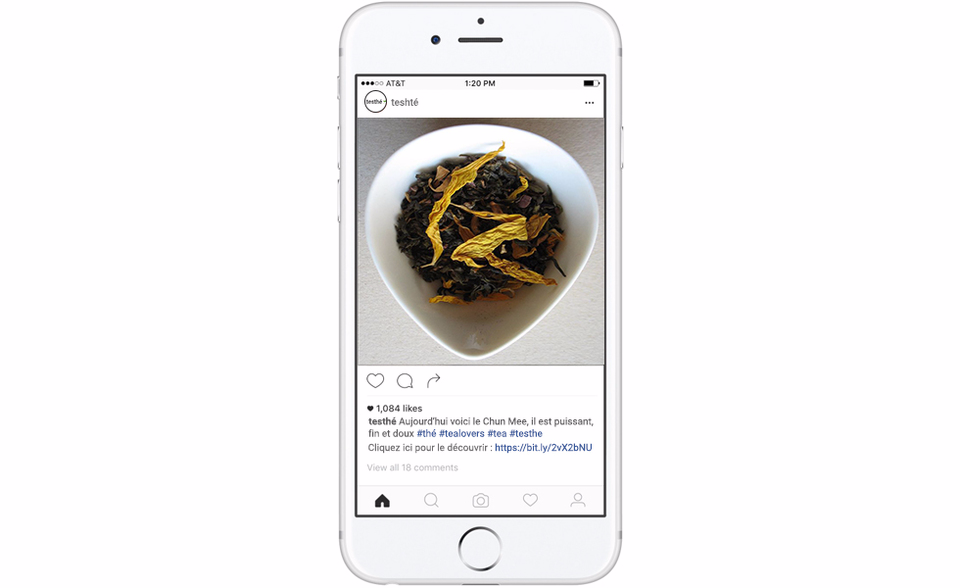 AT&T 1:20 PM
testhé
teshté
1,084 likes
testhé Aujourd'hui voici le Chun Mee, il est puissant,
fin et doux #thé #tealovers #tea #testhe
Cliquez ici pour le découvrir : https://bit.ly/2vX2bNU
View all 18 comments